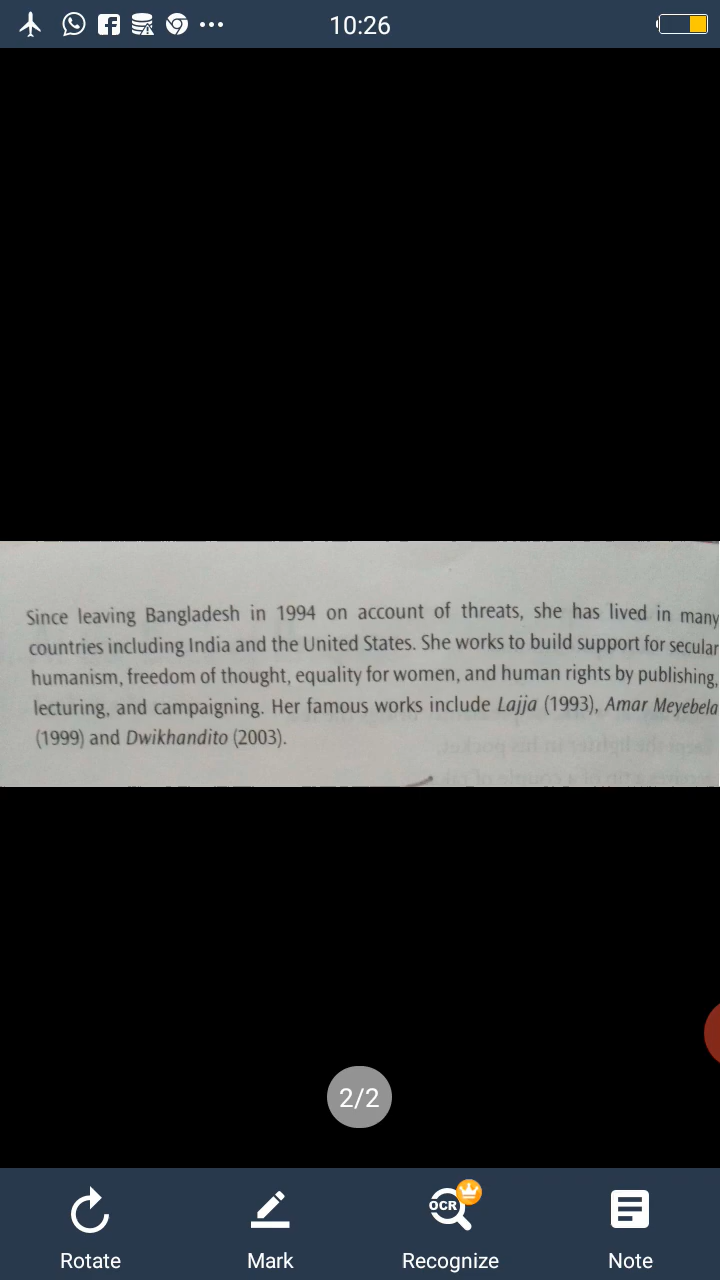 10:26
Since leaving Bangladesh in 1994 on account of threats, she has lived in many
countries including India and the United States. She works to build support for secular
humanism, freedom of thought, equality for women, and human rights by publishing,
lecturing, and campaigning. Her famous works include Lajja (1993), Amar Meyebela
(1999) and Dwikhandito (2003).
2/2
OCR
Rotate Mark Recognize Note